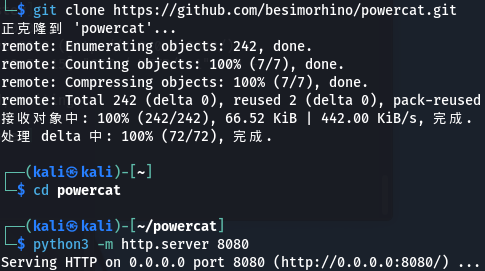 └─$ git clone https://github.com/besimorhino/powercat.git
正克隆到 'powercat'...
remote: Enumerating objects: 242, done.
remote: Counting objects: 100% (7/7), done.
remote: Compressing objects: 100% (7/7), done.
remote: Total 242 (delta 0), reused 2 (delta 0), pack-reused
接收对象中: 100% (242/242), 66.52 KiB | 442.00 KiB/s, 完成.
处理 delta 中: 100% (72/72), 完成.
┌──(kali㉿kali)-[~]
└─$ cd powercat
┌──(kali㉿kali)-[~/powercat]
└─$ python3 -m http.server 8080
Serving HTTP on 0.0.0.0 port 8080 (http://0.0.0.0:8080/) ...